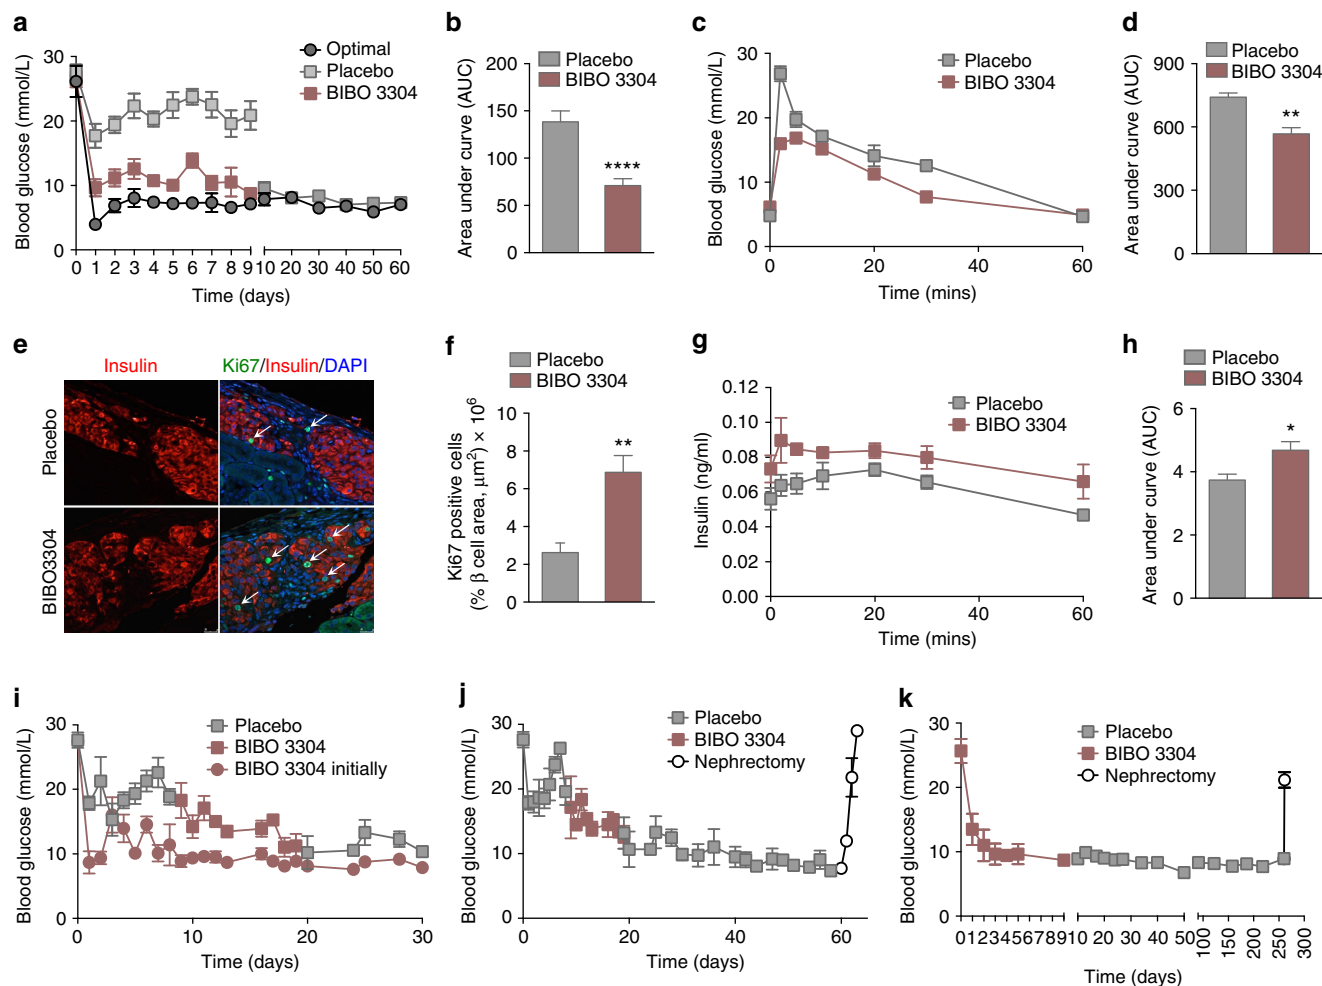 a
Optimal
Placebo
BIBO 3304
Blood glucose (mmol/L)
30
20
10
0
0 1 2 3 4 5 6 7 8 9 10 20 30 40 50 60
Time (days)
b
Placebo
BIBO 3304
Area under curve (AUC)
200
150
100
50
0
****
c
Placebo
BIBO 3304
Blood glucose (mmol/L)
30
20
10
0
0 20 40 60
Time (mins)
d
Placebo
BIBO 3304
Area under curve (AUC)
900
600
300
0
**
e
Insulin
Ki67/Insulin/DAPI
Placebo
BIBO3304
f
Placebo
BIBO 3304
Ki67 positive cells
(% β cell area, μm²) × 10⁶
10
8
6
4
2
0
**
g
Placebo
BIBO 3304
Insulin (ng/ml)
0.12
0.10
0.08
0.06
0.04
0.02
0.00
0 20 40 60
Time (mins)
h
Placebo
BIBO 3304
Area under curve (AUC)
6
4
2
0
*
i
Placebo
BIBO 3304
BIBO 3304 initially
Blood glucose (mmol/L)
30
20
10
0
0 10 20 30
Time (days)
j
Placebo
BIBO 3304
Nephrectomy
Blood glucose (mmol/L)
30
20
10
0
0 20 40 60
Time (days)
k
Placebo
BIBO 3304
Nephrectomy
Blood glucose (mmol/L)
30
20
10
0
0 1 2 3 4 5 6 7 8 9 10 20 30 40 50 100 150 200 250 300
Time (days)